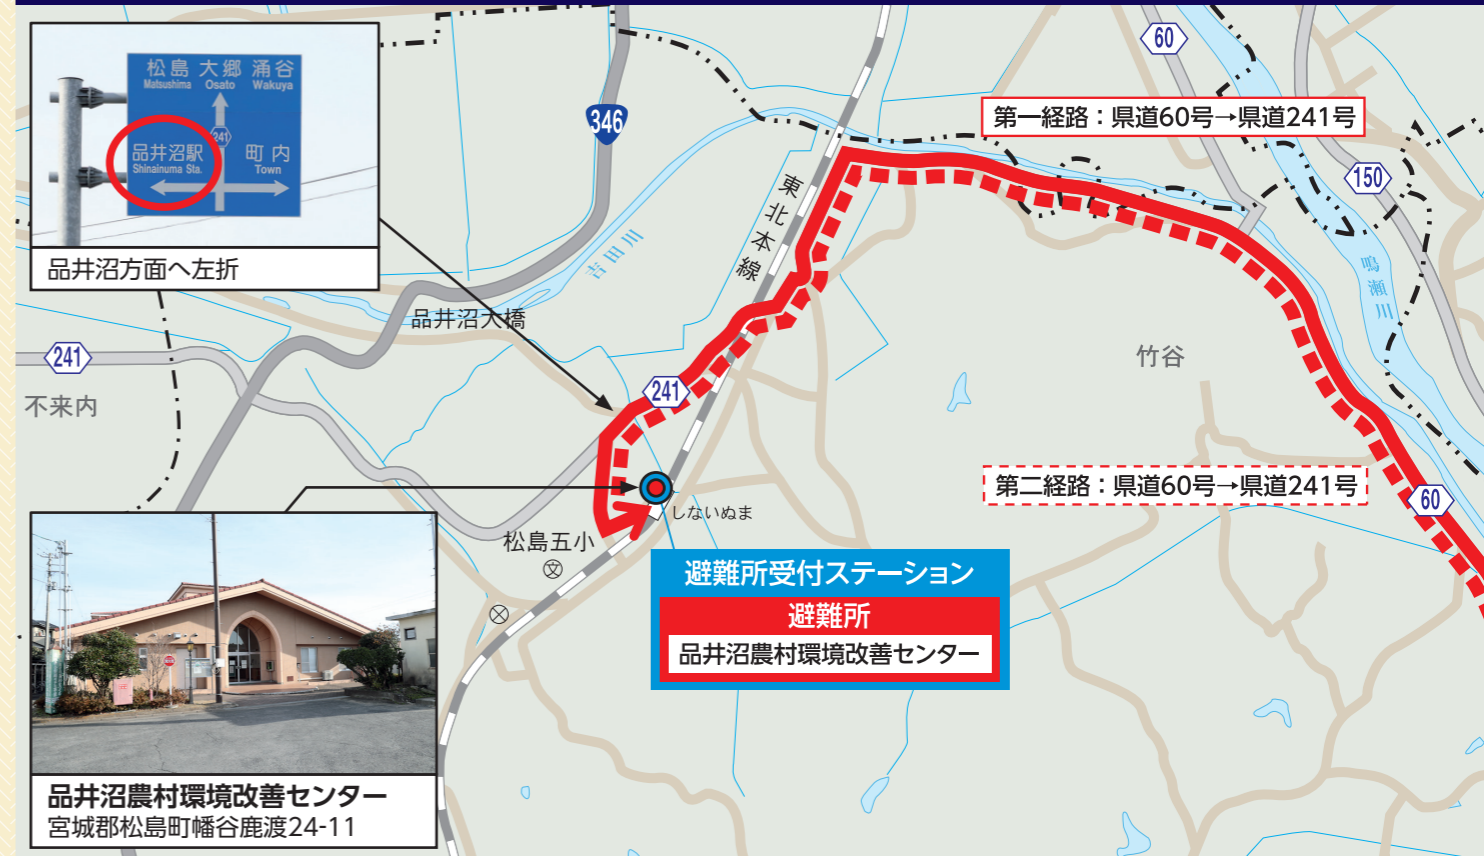 松島 大郷 涌谷
Matsushima Osato Wakuya
241
品井沼駅 町内
Shinainuma Sta. Town
品井沼方面へ左折
346
60
第一経路：県道60号→県道241号
150
東北本線
吉田川
鳴瀬川
品井沼大橋
241
不来内
竹谷
241
第二経路：県道60号→県道241号
60
しないぬま
松島五小
文
避難所受付ステーション
避難所
品井沼農村環境改善センター
品井沼農村環境改善センター
宮城郡松島町幡谷鹿渡24-11